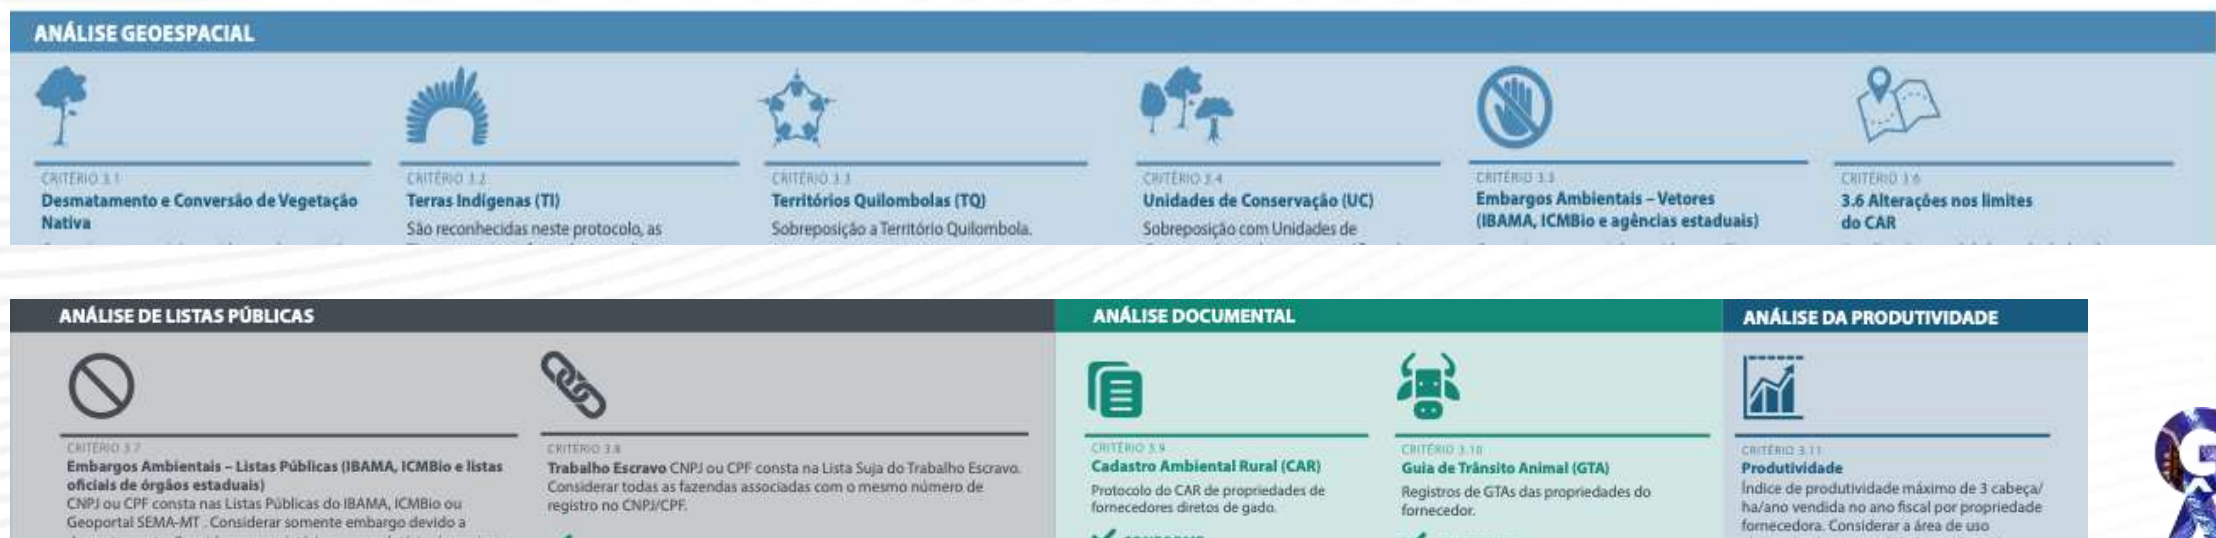 ANÁLISE GEOESPACIAL
CRITÉRIO 3.1
Desmatamento e Conversão de Vegetação
Nativa
CRITÉRIO 3.2
Terras Indígenas (TI)
São reconhecidas neste protocolo, as
CRITÉRIO 3.3
Territórios Quilombolas (TQ)
Sobreposição a Território Quilombola.
CRITÉRIO 3.4
Unidades de Conservação (UC)
Sobreposição com Unidades de
CRITÉRIO 3.5
Embargos Ambientais – Vetores
(IBAMA, ICMBio e agências estaduais)
CRITÉRIO 3.6
3.6 Alterações nos limites
do CAR
ANÁLISE DE LISTAS PÚBLICAS
CRITÉRIO 3.7
Embargos Ambientais – Listas Públicas (IBAMA, ICMBio e listas
oficiais de órgãos estaduais)
CNPJ ou CPF consta nas Listas Públicas do IBAMA, ICMBio ou
Geoportal SEMA-MT . Considerar somente embargo devido a
CRITÉRIO 3.8
Trabalho Escravo CNPJ ou CPF consta na Lista Suja do Trabalho Escravo.
Considerar todas as fazendas associadas com o mesmo número de
registro no CNPJ/CPF.
ANÁLISE DOCUMENTAL
CRITÉRIO 3.9
Cadastro Ambiental Rural (CAR)
Protocolo do CAR de propriedades de
fornecedores diretos de gado.
CRITÉRIO 3.10
Guia de Trânsito Animal (GTA)
Registros de GTAs das propriedades do
fornecedor.
ANÁLISE DA PRODUTIVIDADE
CRITÉRIO 3.11
Produtividade
Índice de produtividade máximo de 3 cabeça/
ha/ano vendida no ano fiscal por propriedade
fornecedora. Considerar a área de uso